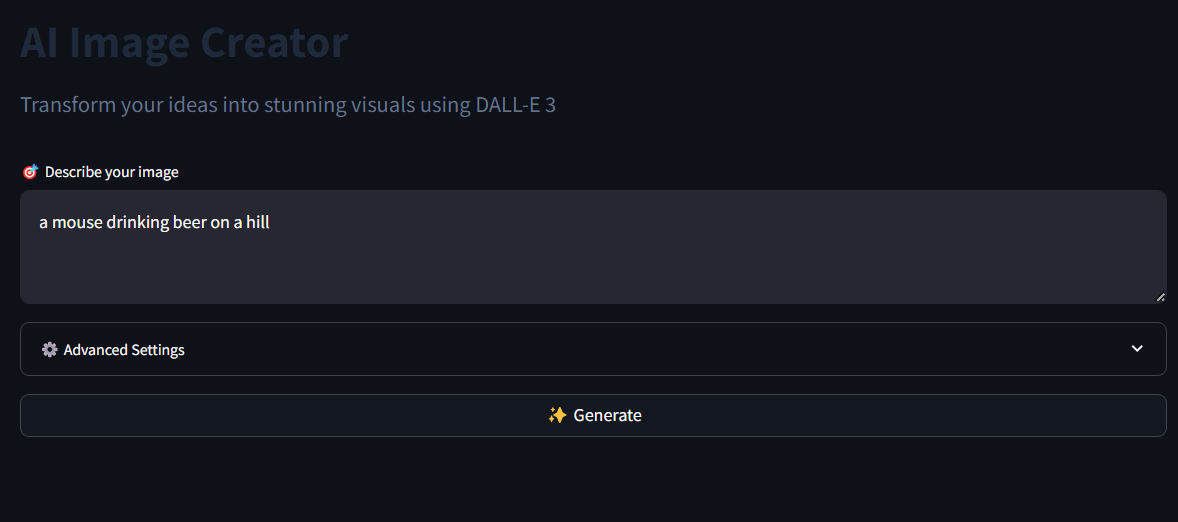 AI Image Creator
Transform your ideas into stunning visuals using DALL-E 3
🎯 Describe your image
a mouse drinking beer on a hill
⚙️ Advanced Settings
✨ Generate